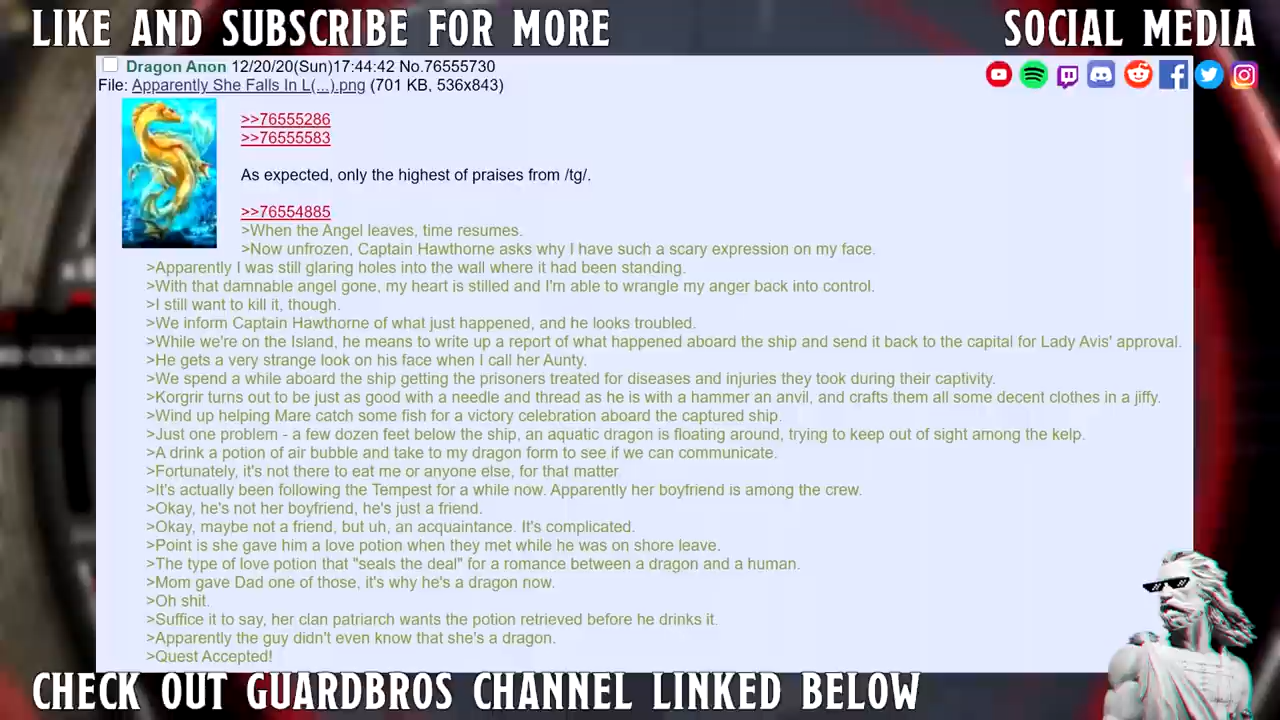 LIKE AND SUBSCRIBE FOR MORE
SOCIAL MEDIA
Dragon Anon 12/20/20(Sun)17:44:42 No.76555730
File: Apparently She Falls In L(...).png (701 KB, 536x843)
>>76555286
>>76555583
As expected, only the highest of praises from /tg/.
>>76554885
>When the Angel leaves, time resumes.
>Now unfrozen, Captain Hawthorne asks why I have such a scary expression on my face.
>Apparently I was still glaring holes into the wall where it had been standing.
>With that damnable angel gone, my heart is stilled and I'm able to wrangle my anger back into control.
>I still want to kill it, though.
>We inform Captain Hawthorne of what just happened, and he looks troubled.
>While we're on the Island, he means to write up a report of what happened aboard the ship and send it back to the capital for Lady Avis' approval.
>He gets a very strange look on his face when I call her Aunty.
>We spend a while aboard the ship getting the prisoners treated for diseases and injuries they took during their captivity.
>Korgrir turns out to be just as good with a needle and thread as he is with a hammer an anvil, and crafts them all some decent clothes in a jiffy.
>Wind up helping Mare catch some fish for a victory celebration aboard the captured ship.
>Just one problem - a few dozen feet below the ship, an aquatic dragon is floating around, trying to keep out of sight among the kelp.
>A drink a potion of air bubble and take to my dragon form to see if we can communicate.
>Fortunately, it's not there to eat me or anyone else, for that matter
>It's actually been following the Tempest for a while now. Apparently her boyfriend is among the crew.
>Okay, he's not her boyfriend, he's just a friend.
>Okay, maybe not a friend, but uh, an acquaintance. It's complicated.
>Point is she gave him a love potion when they met while he was on shore leave.
>The type of love potion that "seals the deal" for a romance between a dragon and a human.
>Mom gave Dad one of those, it's why he's a dragon now.
>Oh shit.
>Suffice it to say, her clan patriarch wants the potion retrieved before he drinks it.
>Apparently the guy didn't even know that she's a dragon.
>Quest Accepted!
CHECK OUT GUARDBROS CHANNEL LINKED BELOW